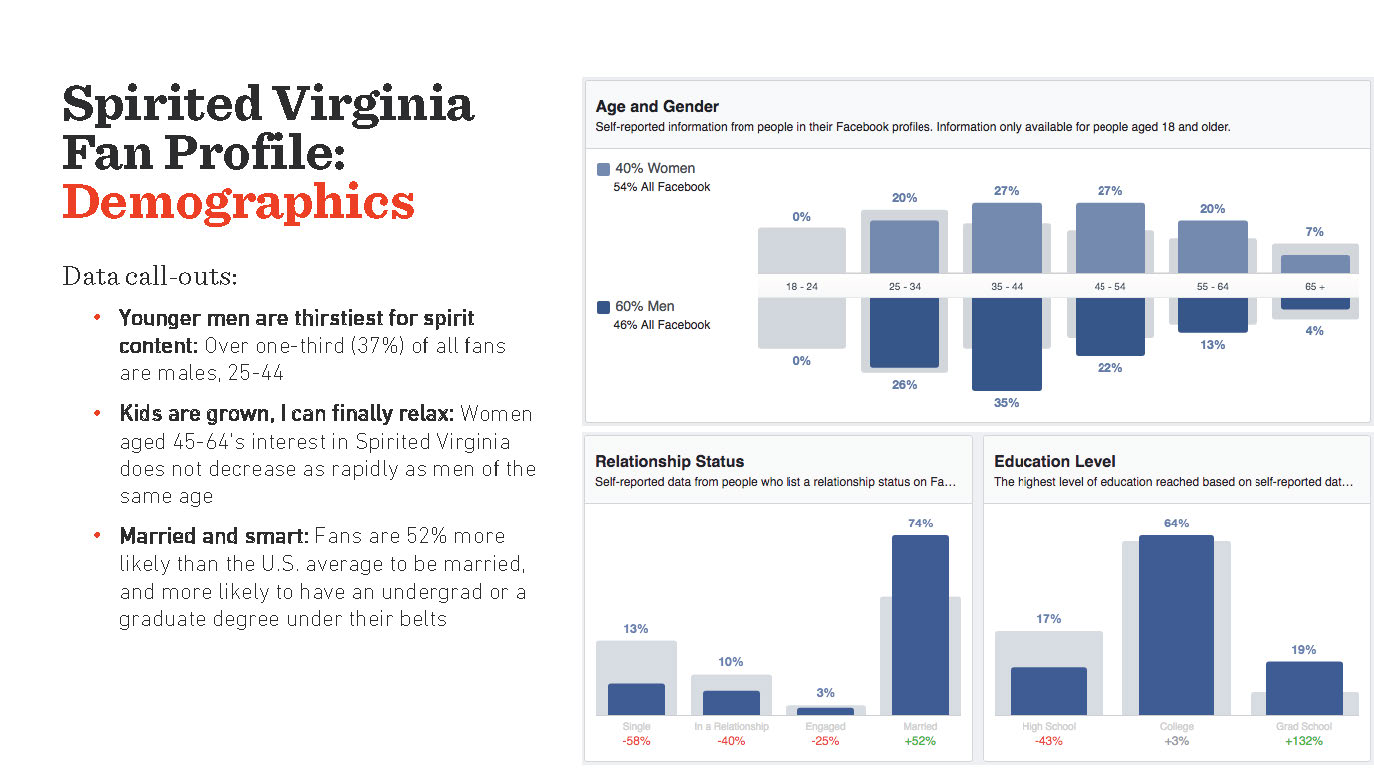 Spirited Virginia
Fan Profile:
Demographics
Data call-outs:
• Younger men are thirstiest for spirit
content: Over one-third (37%) of all fans
are males, 25-44
• Kids are grown, I can finally relax: Women
aged 45-64's interest in Spirited Virginia
does not decrease as rapidly as men of the
same age
• Married and smart: Fans are 52% more
likely than the U.S. average to be married,
and more likely to have an undergrad or a
graduate degree under their belts
Age and Gender
Self-reported information from people in their Facebook profiles. Information only available for people aged 18 and older.
40% Women
54% All Facebook
0% 20% 27% 27% 20% 7%
18 - 24 25 - 34 35 - 44 45 - 54 55 - 64 65 +
60% Men
46% All Facebook
0% 26% 35% 22% 13% 4%
Relationship Status
Self-reported data from people who list a relationship status on Fa...
13% 10% 3% 74%
Single In a Relationship Engaged Married
-58% -40% -25% +52%
Education Level
The highest level of education reached based on self-reported dat...
17% 64% 19%
High School College Grad School
-43% +3% +132%